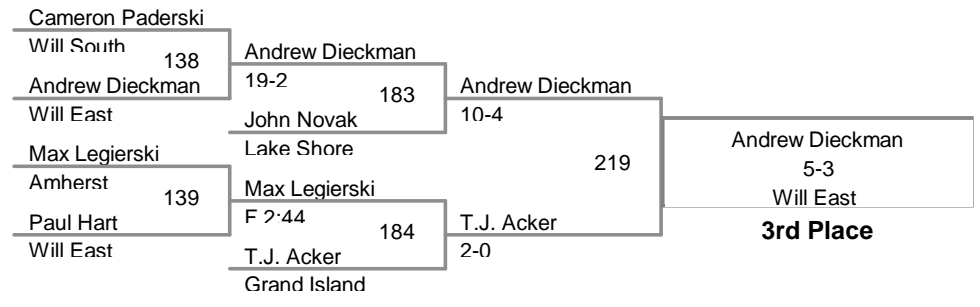 Cameron Paderski
Will South
138
Andrew Dieckman
Will East
Max Legierski
Amherst
139
Paul Hart
Will East
Andrew Dieckman
19-2
183
John Novak
Lake Shore
Max Legierski
F 2:44
184
T.J. Acker
Grand Island
Andrew Dieckman
10-4
219
T.J. Acker
2-0
Andrew Dieckman
5-3
Will East
3rd Place